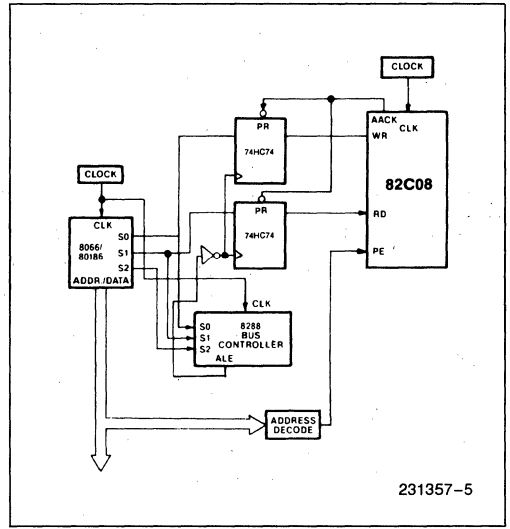 CLOCK
AACK
CLK
PR
74HC74
WR
82C08
CLOCK
PR
74HC74
RD
CLK
8066/
80186
S0
S1
S2
ADDR./DATA
PE
CLK
S0
S1
S2
8288
BUS
CONTROLLER
ALE
ADDRESS
DECODE
231357-5